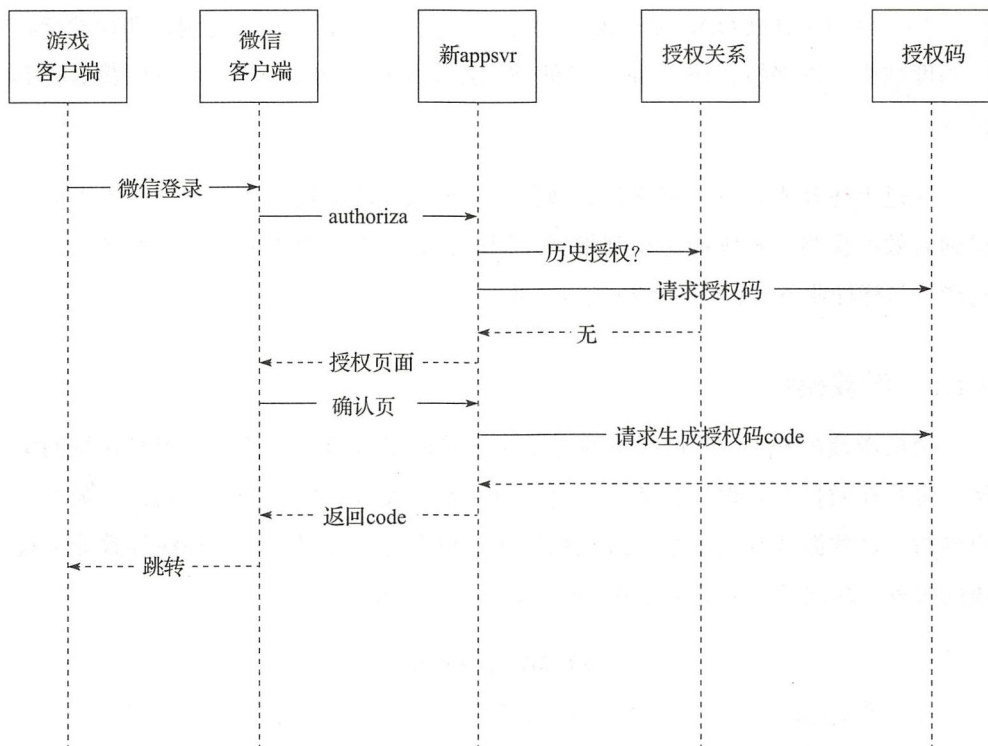 游戏
客户端
微信
客户端
新appsvr
授权关系
授权码
微信登录
authoriza
历史授权?
请求授权码
无
授权页面
确认页
请求生成授权码code
返回code
跳转